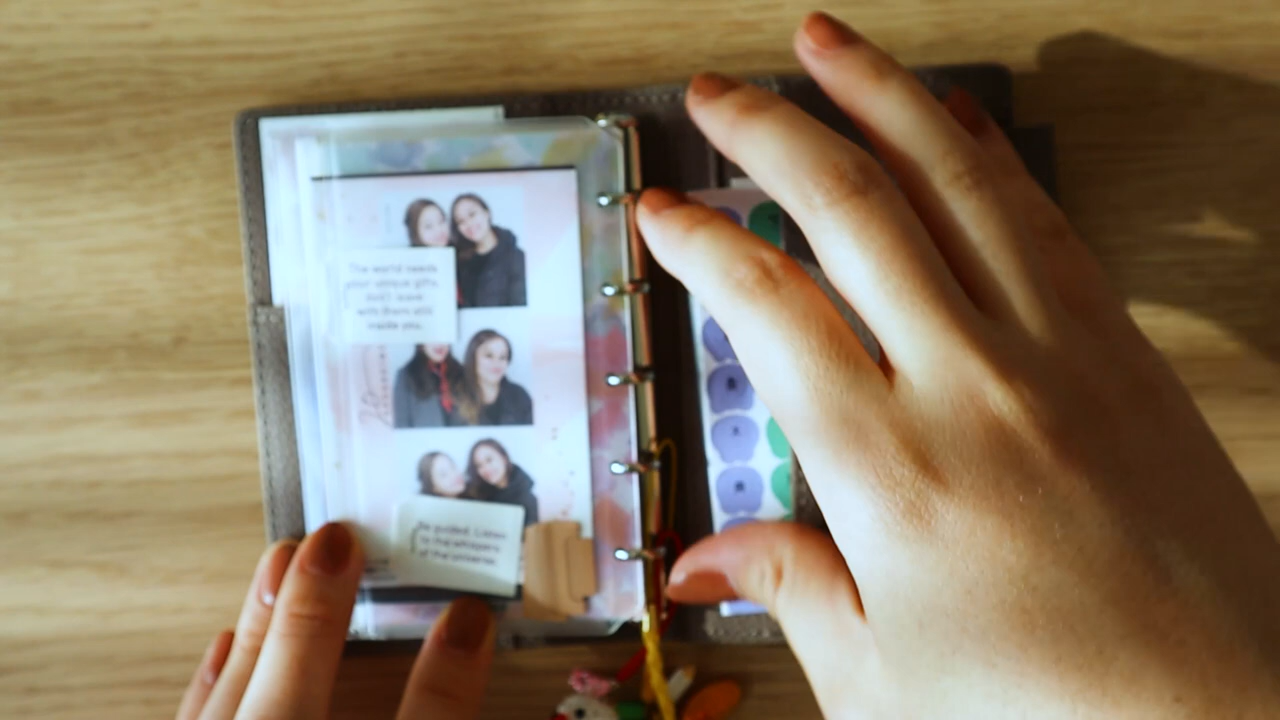 The world needs
your unique gifts.
Don't leave
with them still
inside you.
Be guided. Listen
to the whispers
of the universe.